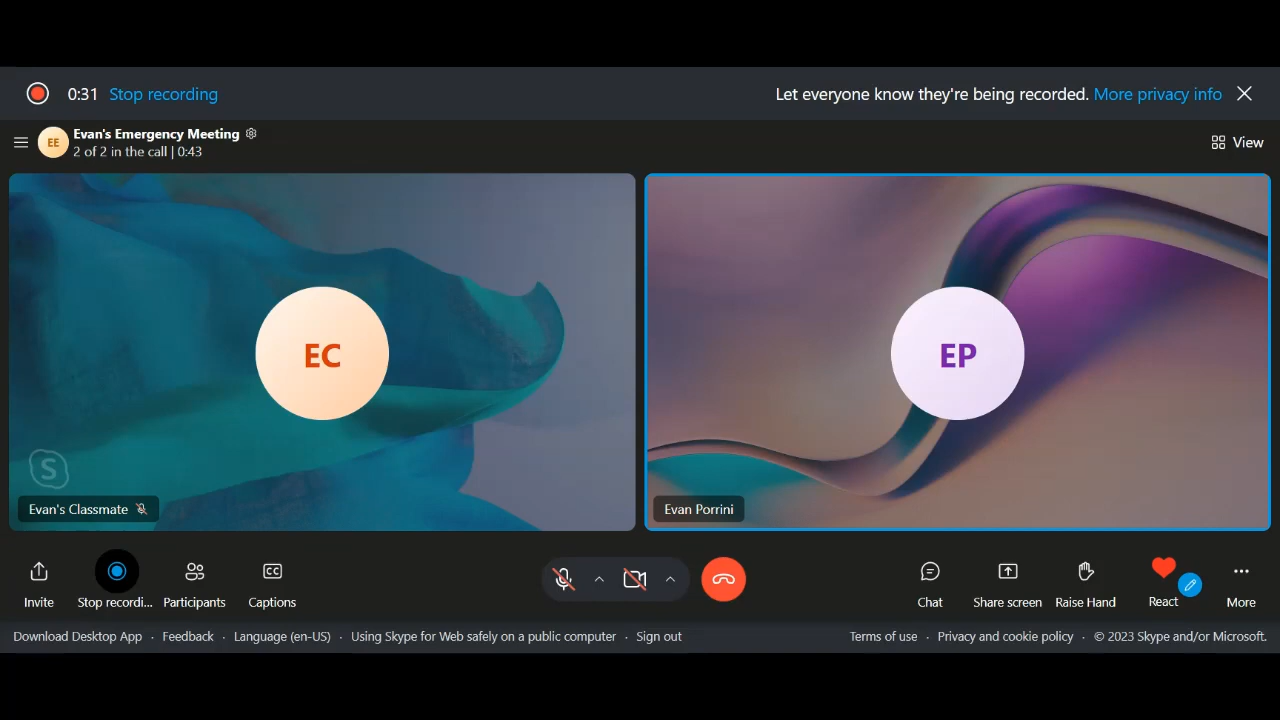 0:31 Stop recording
Let everyone know they're being recorded. More privacy info
EE
Evan's Emergency Meeting
2 of 2 in the call | 0:43
View
EC
EP
S
Evan's Classmate
Evan Porrini
CC
Invite
Stop recordi...
Participants
Captions
Chat
Share screen
Raise Hand
React
More
Download Desktop App · Feedback · Language (en-US) · Using Skype for Web safely on a public computer · Sign out
Terms of use · Privacy and cookie policy · © 2023 Skype and/or Microsoft.